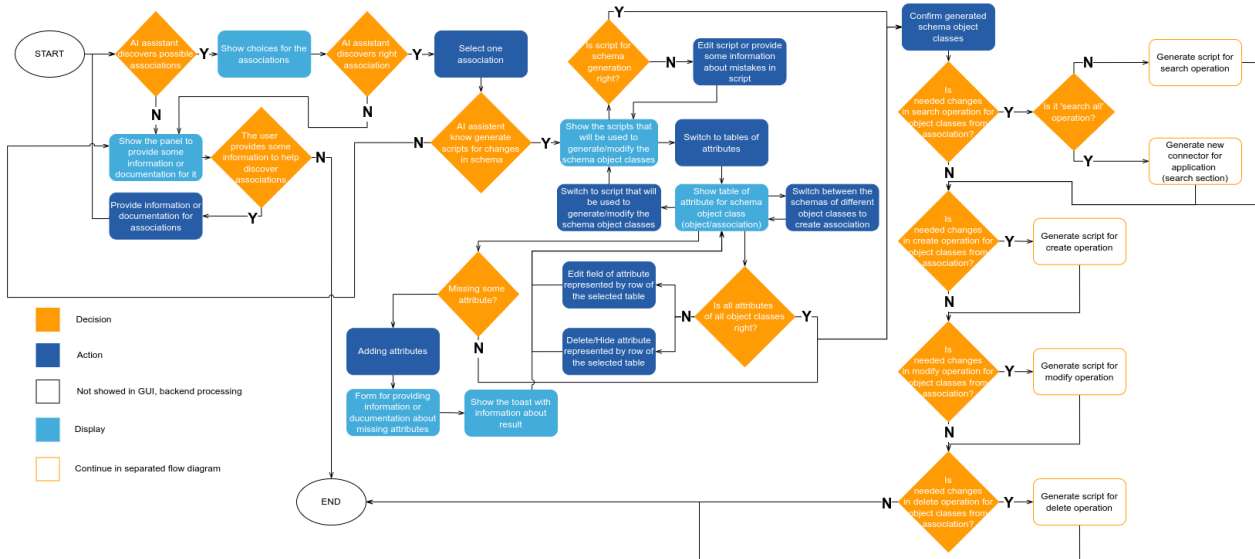 START
AI assistant
discovers possible
associations
Y
Show choices for the
associations
AI assistant
discovers right
associations
Y
Select one
association
N
N
Show the panel to
provide some
information or
documentation for it
The user
provides some
information to help
discover associations
N
Y
Provide information or
documentation for
associations
N
AI assistent
know generate
scripts for changes in
schema
Y
Is script for
schema
generation
right?
Y
N
Edit script or provide
some information
about mistakes in
script
Show the scripts that
will be used to
generate/modify the
schema object classes
Switch to tables of
attributes
Switch to script that will
be used to
generate/modify the
schema object classes
Show table of
attribute for schema
object class
(object/association)
Switch between the
schemas of different
object classes to
create association
Missing some
attribute?
Y
N
Edit field of attribute
represented by row of
the selected table
Delete/Hide attribute
represented by row of
the selected table
N
Is all attributes
of all object classes
right?
Y
Adding attributes
Form for providing
information or
ducumentation about
missing attributes
Show the toast with
information about
result
Confirm generated
schema object
classes
Is
needed changes
in search operation for
object classes from
association?
Y
Is it 'search all'
operation?
N
Generate script for
search operation
Y
Generate new
connector for
application
(search section)
N
Is
needed changes
in create operation for
object classes from
association?
Y
Generate script for
create operation
N
Is
needed changes
in modify operation for
object classes from
association?
Y
Generate script for
modify operation
N
Is
needed changes
in delete operation for
object classes from
association?
N
Y
Generate script for
delete operation
END
Decision
Action
Not showed in GUI, backend processing
Display
Continue in separated flow diagram